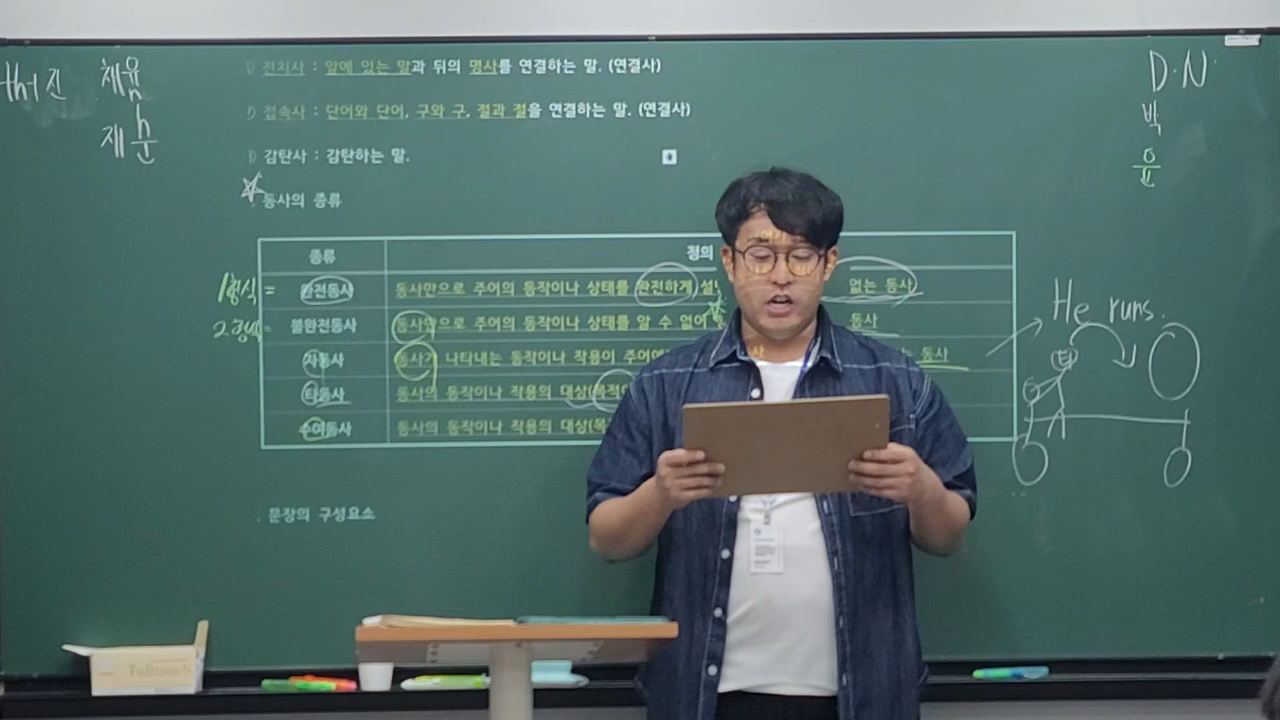 채윤
재훈
D·N
박
윤
전치사 : 앞에 있는 말과 뒤의 명사를 연결하는 말. (연결사)
접속사 : 단어와 단어, 구와 구, 절과 절을 연결하는 말. (연결사)
감탄사 : 감탄하는 말.
동사의 종류
종류 정의
1형식 = 완전동사 동사만으로 주어의 동작이나 상태를 완전하게 없는 동사
2형식 = 불완전동사 동사만으로 주어의 동작이나 상태를 알 수 없어 동사
자동사 동사가 나타내는 동작이나 작용이 동사
타동사 동사의 동작이나 작용의 대상(목적
수여동사 동사의 동작이나 작용의 대상(목
He runs.
문장의 구성요소
Fulltouch